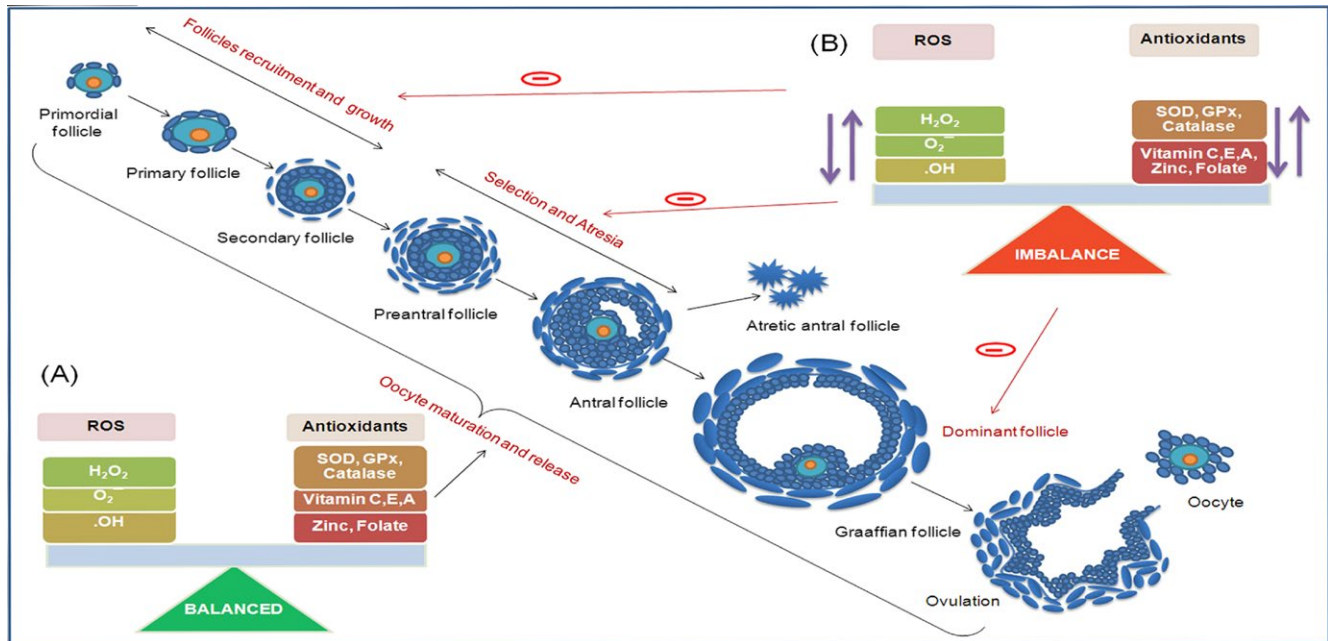 Follicles recruitment and growth
Primordial
follicle
Primary follicle
Secondary follicle
Preantral follicle
Selection and Atresia
Antral follicle
Atretic antral follicle
Graaffian follicle
Dominant follicle
Ovulation
Oocyte
Oocyte maturation and release
(A)
ROS
Antioxidants
H₂O₂
O₂⁻
.OH
SOD, GPx,
Catalase
Vitamin C,E,A
Zinc, Folate
BALANCED
(B)
ROS
Antioxidants
H₂O₂
O₂⁻
.OH
SOD, GPx,
Catalase
Vitamin C,E,A,
Zinc, Folate
IMBALANCE